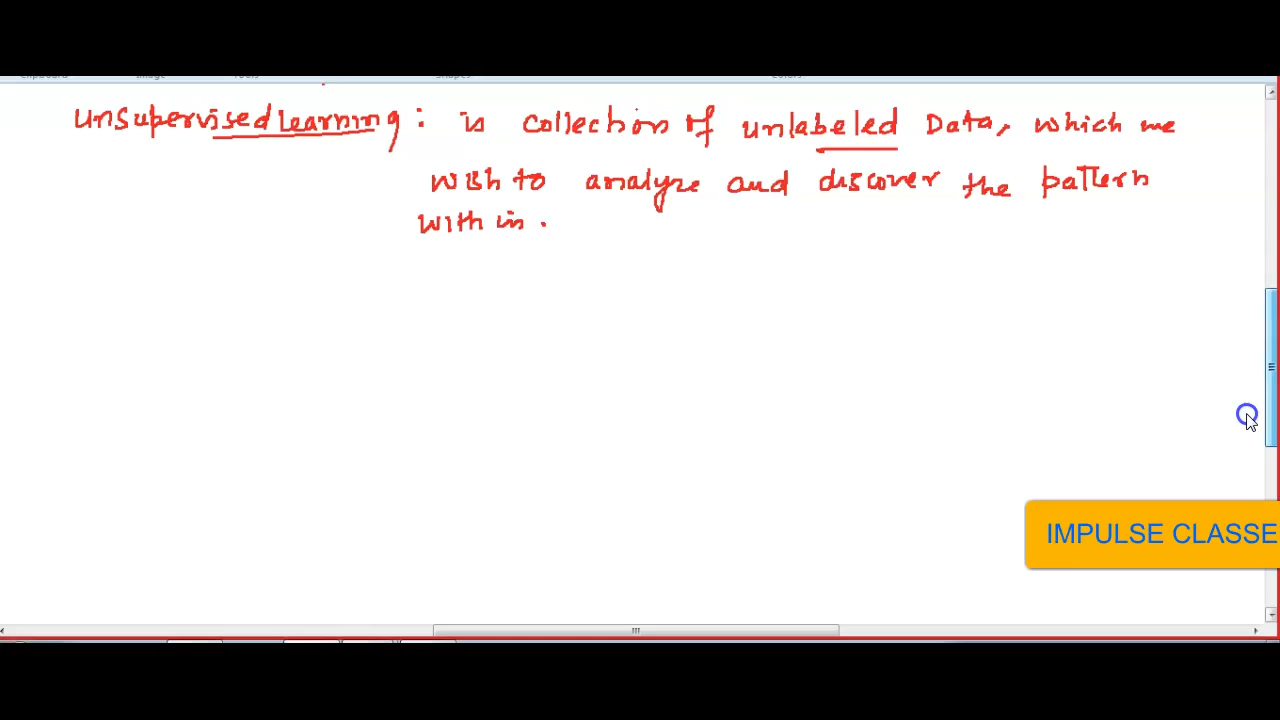 Unsupervised Learning : is collection of unlabeled Data, which we
wish to analyze and discover the pattern
with in .
IMPULSE CLASSE